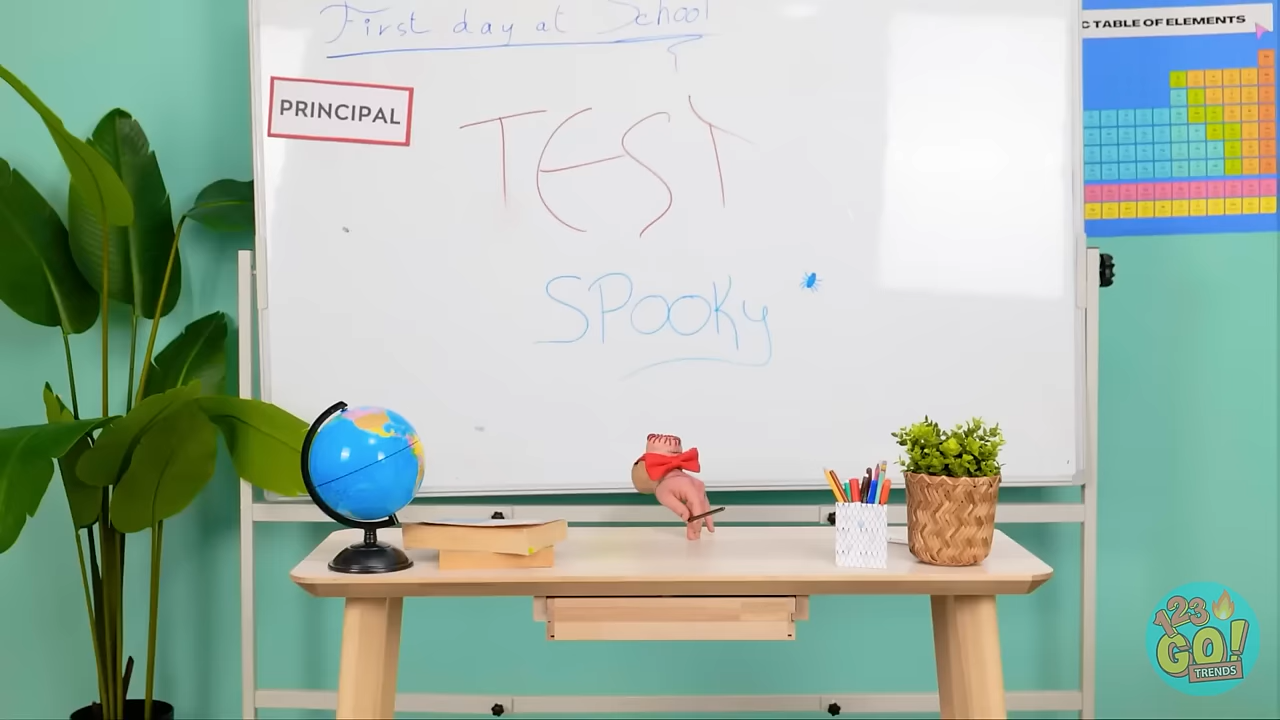 First day at School
PRINCIPAL
TEST
SPOOKY
C TABLE OF ELEMENTS
123
GO!
TRENDS